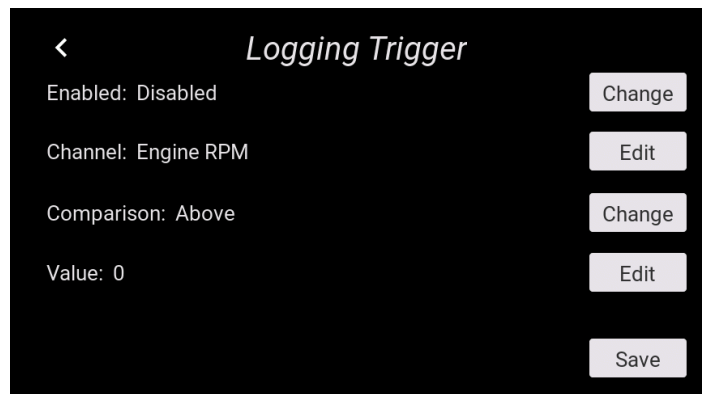 Logging Trigger
Enabled: Disabled Change
Channel: Engine RPM Edit
Comparison: Above Change
Value: 0 Edit
Save